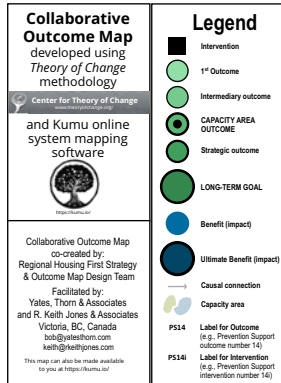 Collaborative
Outcome Map
developed using
Theory of Change
methodology
Center for Theory of Change
www.theoryofchange.org/
and Kumu online
system mapping
software
https://kumu.io/
Collaborative Outcome Map
co-created by:
Regional Housing First Strategy
& Outcome Map Design Team
Facilitated by:
Yates, Thorn & Associates
and R. Keith Jones & Associates
Victoria, BC, Canada
bob@yatesthorn.com
keith@rkeithjones.com
This map can also be made available
to you at https://kumu.io/
Legend
Intervention
1st Outcome
Intermediary outcome
CAPACITY AREA
OUTCOME
Strategic outcome
LONG-TERM GOAL
Benefit (impact)
Ultimate Benefit (impact)
Causal connection
Capacity area
PS14 Label for Outcome
(e.g., Prevention Support
outcome number 14)
PS14i Label for Intervention
(e.g., Prevention Support
intervention number 14i)